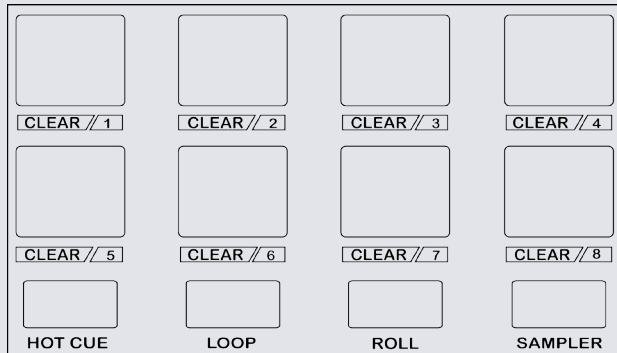 CLEAR // 1 CLEAR // 2 CLEAR // 3 CLEAR // 4
CLEAR // 5 CLEAR // 6 CLEAR // 7 CLEAR // 8
HOT CUE LOOP ROLL SAMPLER